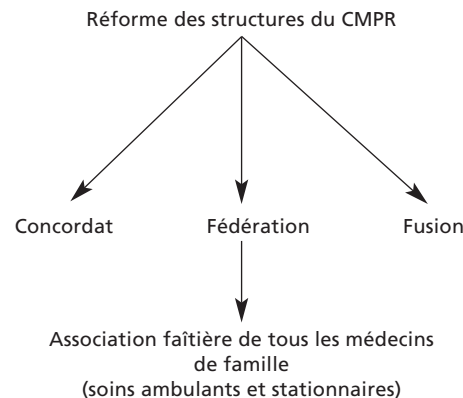 Réforme des structures du CMPR
Concordat
Fédération
Fusion
Association faîtière de tous les médecins
de famille
(soins ambulants et stationnaires)